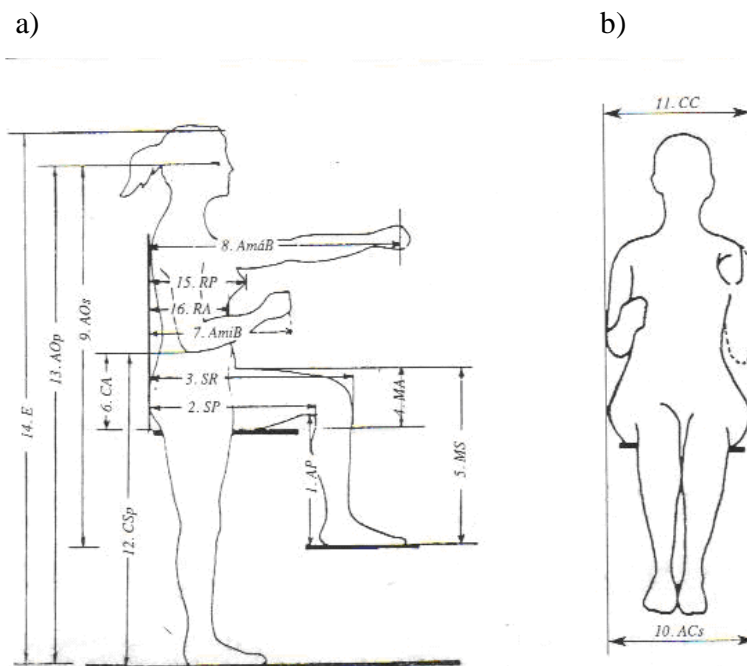 a)
b)
11. CC
8. AmáB
15. RP
16. RA
7. AmiB
9. AOs
13. AOp
14. E
6. CA
3. SR
4. MA
2. SP
1. AP
5. MS
12. CSp
10. ACs